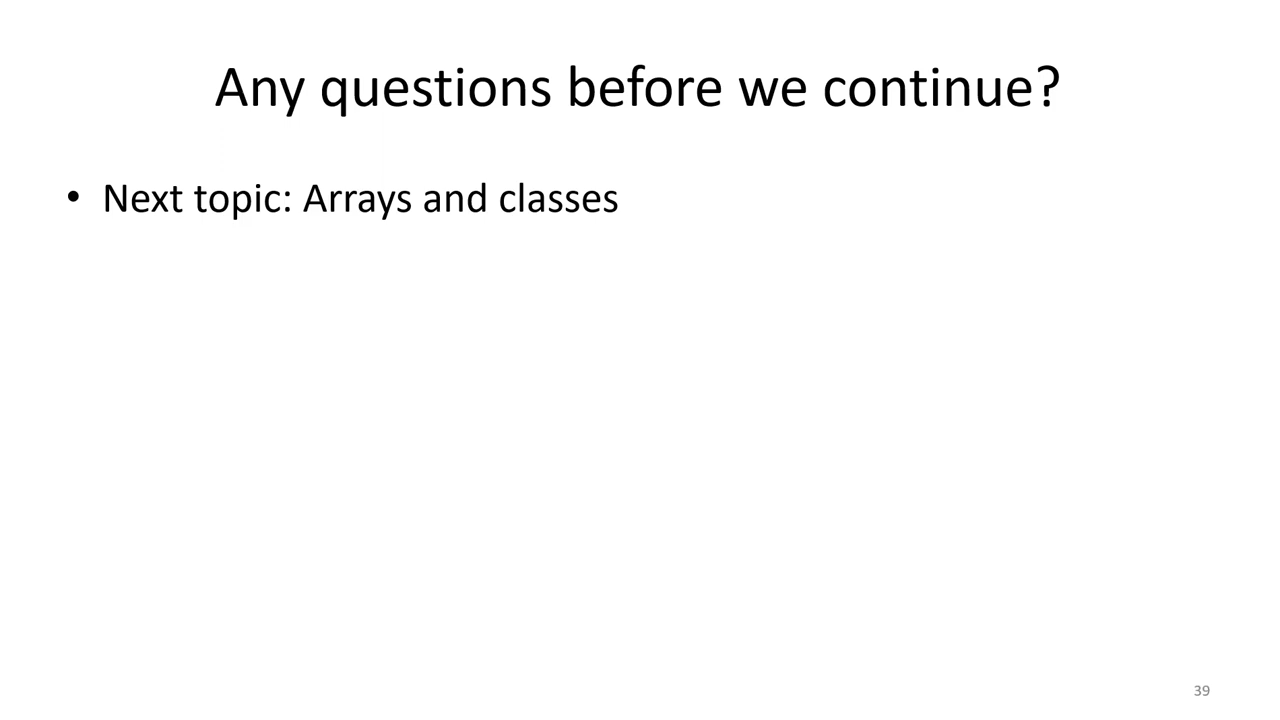 Any questions before we continue?
• Next topic: Arrays and classes
39